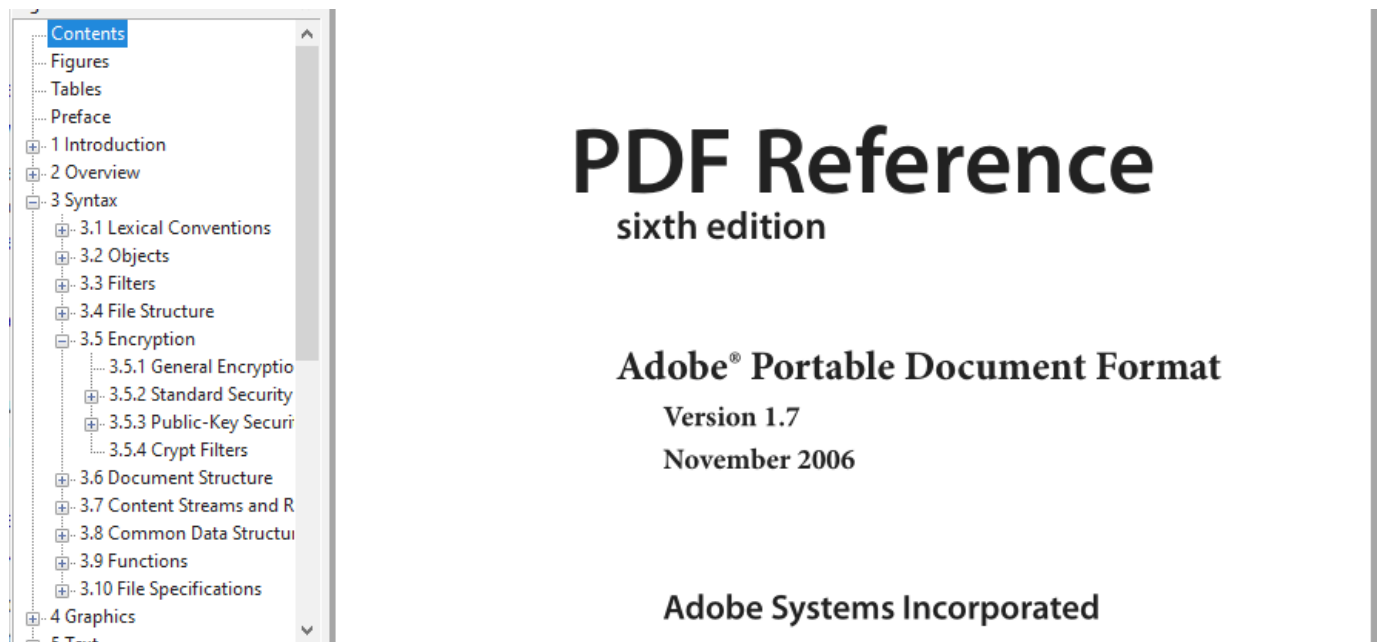 Contents
Figures
Tables
Preface
1 Introduction
2 Overview
3 Syntax
3.1 Lexical Conventions
3.2 Objects
3.3 Filters
3.4 File Structure
3.5 Encryption
3.5.1 General Encryptio
3.5.2 Standard Security
3.5.3 Public-Key Securi
3.5.4 Crypt Filters
3.6 Document Structure
3.7 Content Streams and R
3.8 Common Data Structu
3.9 Functions
3.10 File Specifications
4 Graphics
5 Text
PDF Reference
sixth edition
Adobe® Portable Document Format
Version 1.7
November 2006
Adobe Systems Incorporated